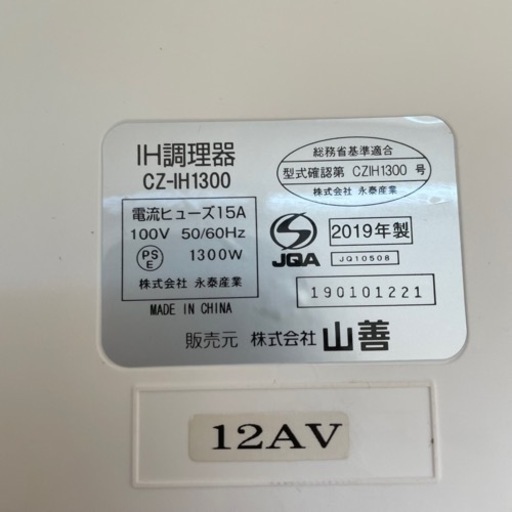 IH調理器
CZ-IH1300
電流ヒューズ15A
100V 50/60Hz
PSE 1300W
株式会社 永泰産業
MADE IN CHINA
総務省基準適合
型式確認第 CZIH1300 号
株式会社 永泰産業
JQA
2019年製
JQ10508
190101221
販売元 株式会社 山善
12AV